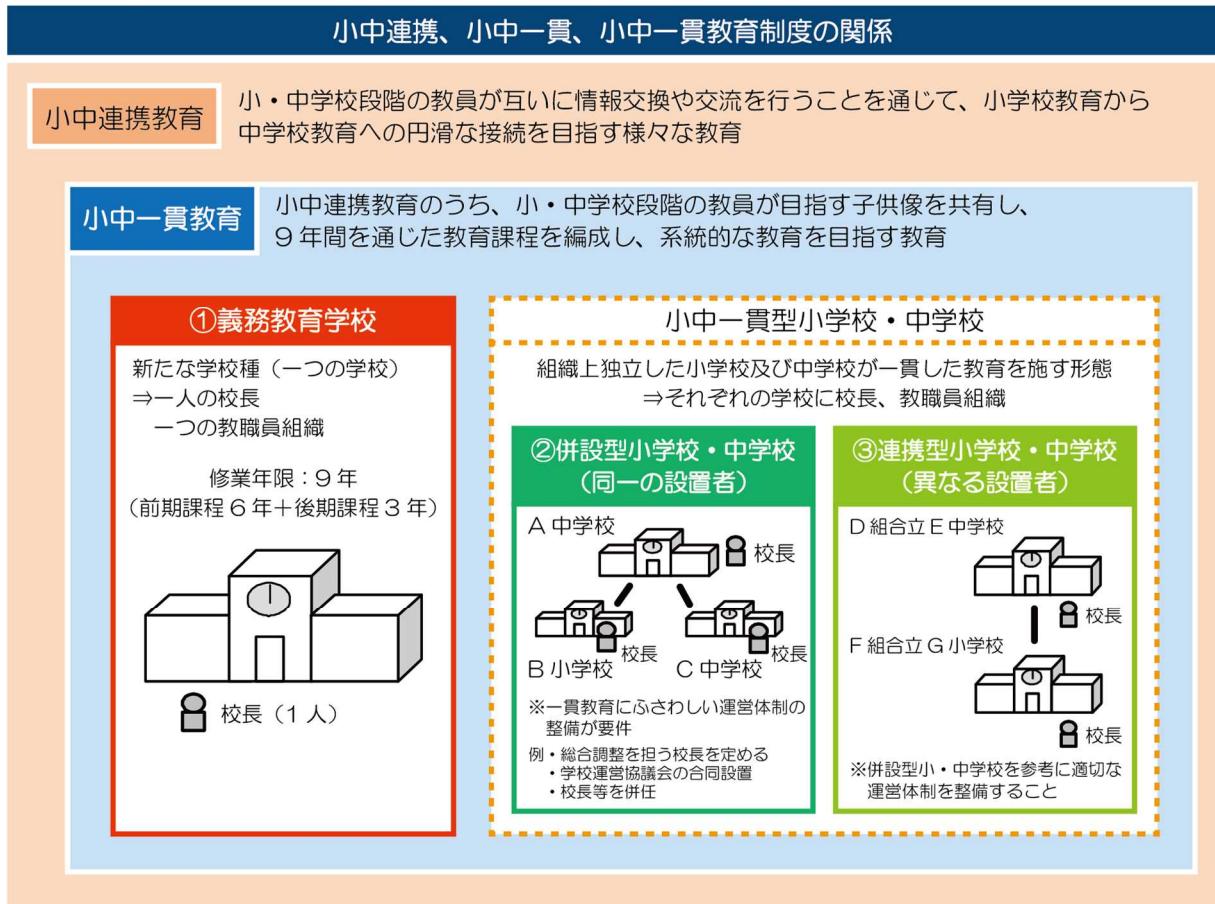 小中連携、小中一貫、小中一貫教育制度の関係
小中連携教育
小・中学校段階の教員が互いに情報交換や交流を行うことを通じて、小学校教育から
中学校教育への円滑な接続を目指す様々な教育
小中一貫教育
小中連携教育のうち、小・中学校段階の教員が目指す子供像を共有し、
9年間を通じた教育課程を編成し、系統的な教育を目指す教育
①義務教育学校
新たな学校種（一つの学校）
⇒一人の校長
一つの教職員組織
修業年限：9年
（前期課程6年＋後期課程3年）
校長（1人）
小中一貫型小学校・中学校
組織上独立した小学校及び中学校が一貫した教育を施す形態
⇒それぞれの学校に校長、教職員組織
②併設型小学校・中学校
（同一の設置者）
A中学校
校長
校長
校長
B小学校
C中学校
※一貫教育にふさわしい運営体制の
整備が要件
例・総合調整を担う校長を定める
・学校運営協議会の合同設置
・校長等を併任
③連携型小学校・中学校
（異なる設置者）
D組合立E中学校
校長
F組合立G小学校
校長
※併設型小・中学校を参考に適切な
運営体制を整備すること